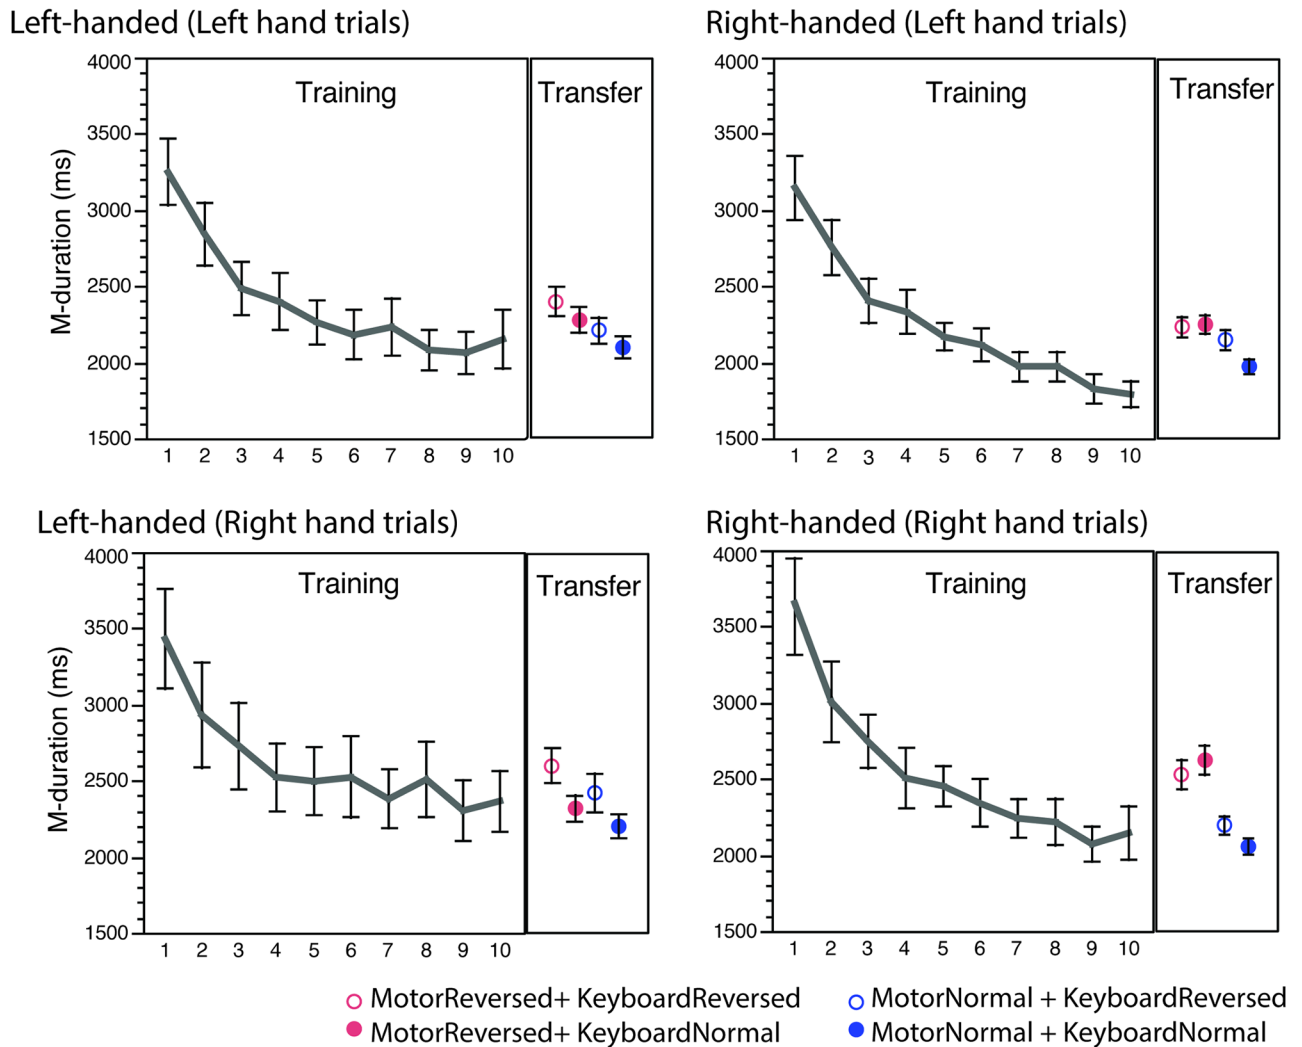 Left-handed (Left hand trials)
4000
3500
3000
2500
2000
1500
M-duration (ms)
Training
Transfer
1 2 3 4 5 6 7 8 9 10
Right-handed (Left hand trials)
4000
3500
3000
2500
2000
1500
Training
Transfer
1 2 3 4 5 6 7 8 9 10
Left-handed (Right hand trials)
4000
3500
3000
2500
2000
1500
M-duration (ms)
Training
Transfer
1 2 3 4 5 6 7 8 9 10
Right-handed (Right hand trials)
4000
3500
3000
2500
2000
1500
Training
Transfer
1 2 3 4 5 6 7 8 9 10
MotorReversed+ KeyboardReversed
MotorReversed+ KeyboardNormal
MotorNormal + KeyboardReversed
MotorNormal + KeyboardNormal